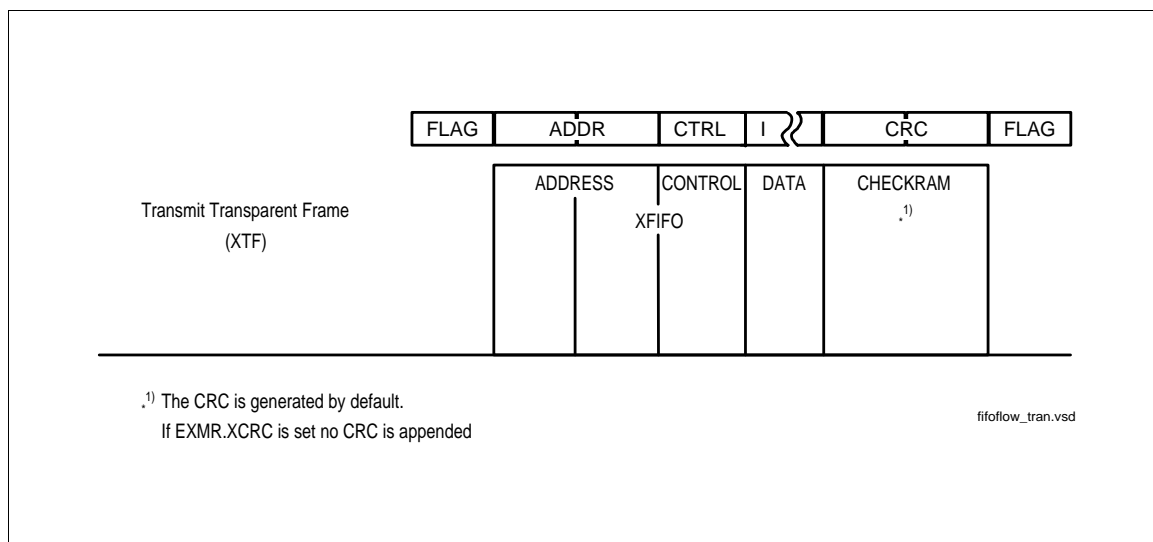 FLAG ADDR CTRL I CRC FLAG
ADDRESS CONTROL DATA CHECKRAM
Transmit Transparent Frame
(XTF)
XFIFO
*1)
*1) The CRC is generated by default.
If EXMR.XCRC is set no CRC is appended
fifoflow_tran.vsd